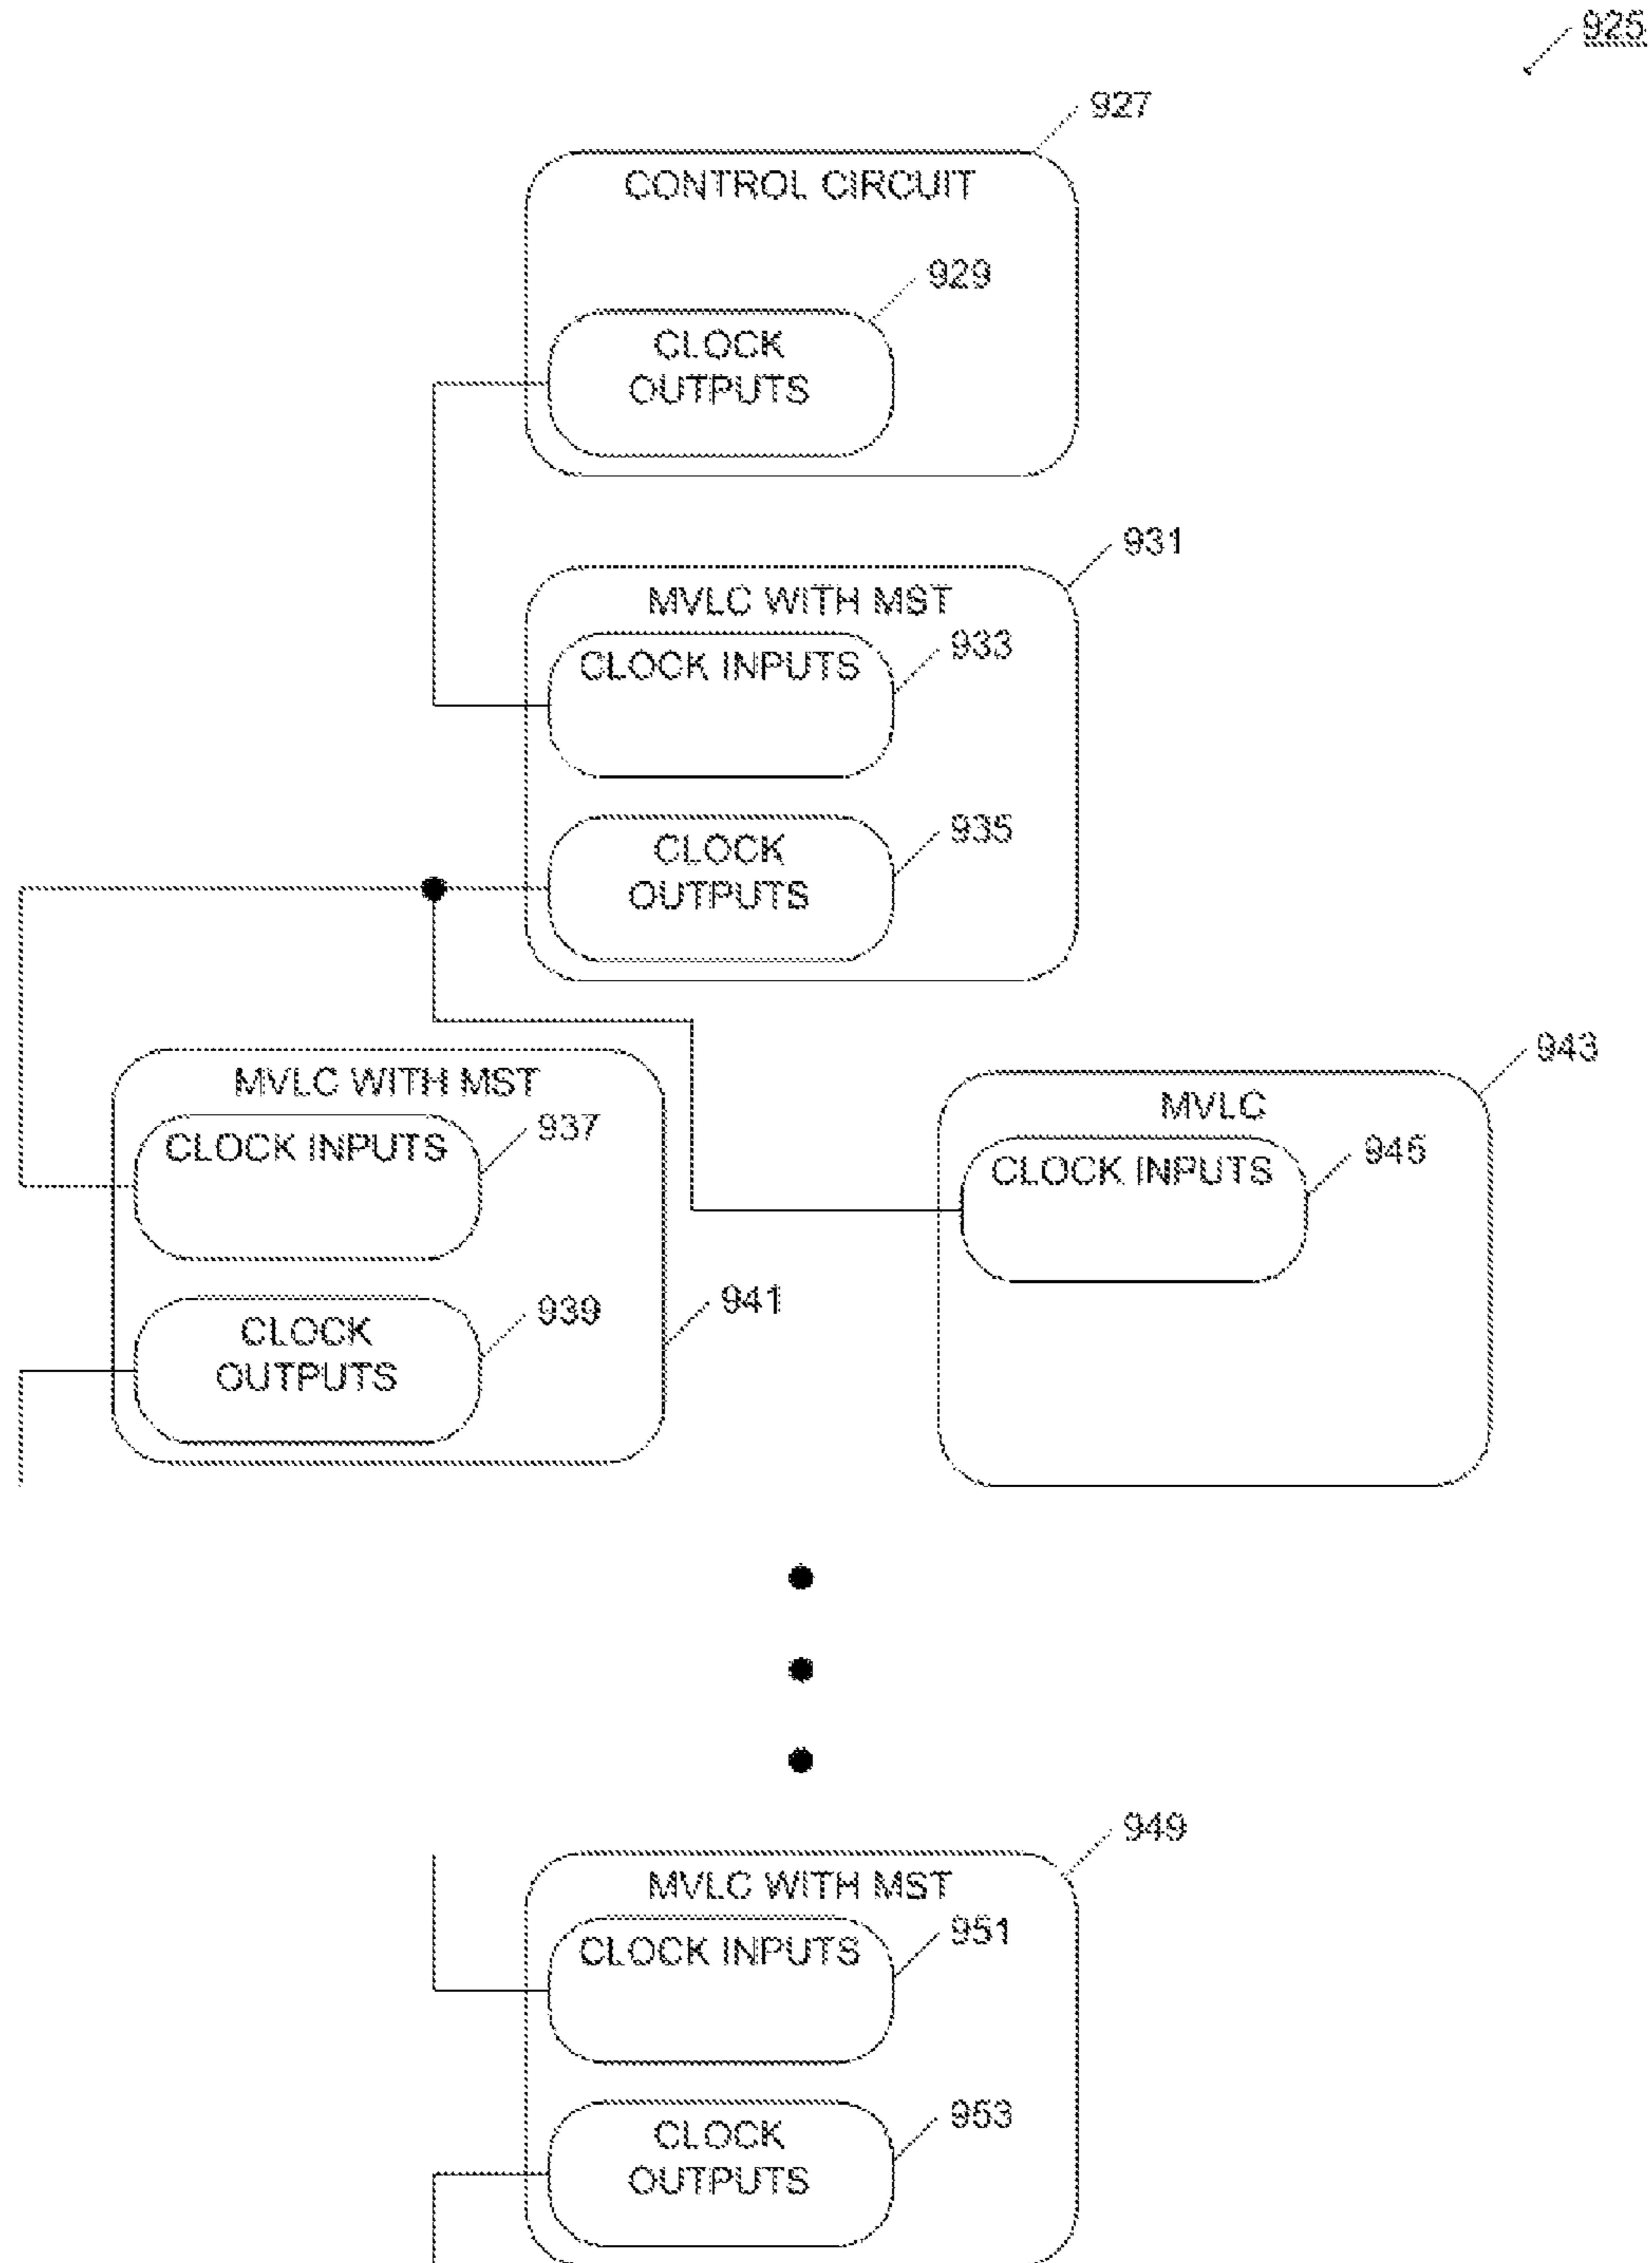 925
927
CONTROL CIRCUIT
929
CLOCK
OUTPUTS
931
MVLC WITH MST
933
CLOCK INPUTS
935
CLOCK
OUTPUTS
943
MVLC WITH MST
MVLC
937
945
CLOCK INPUTS
CLOCK INPUTS
939
941
CLOCK
OUTPUTS
949
MVLC WITH MST
951
CLOCK INPUTS
953
CLOCK
OUTPUTS